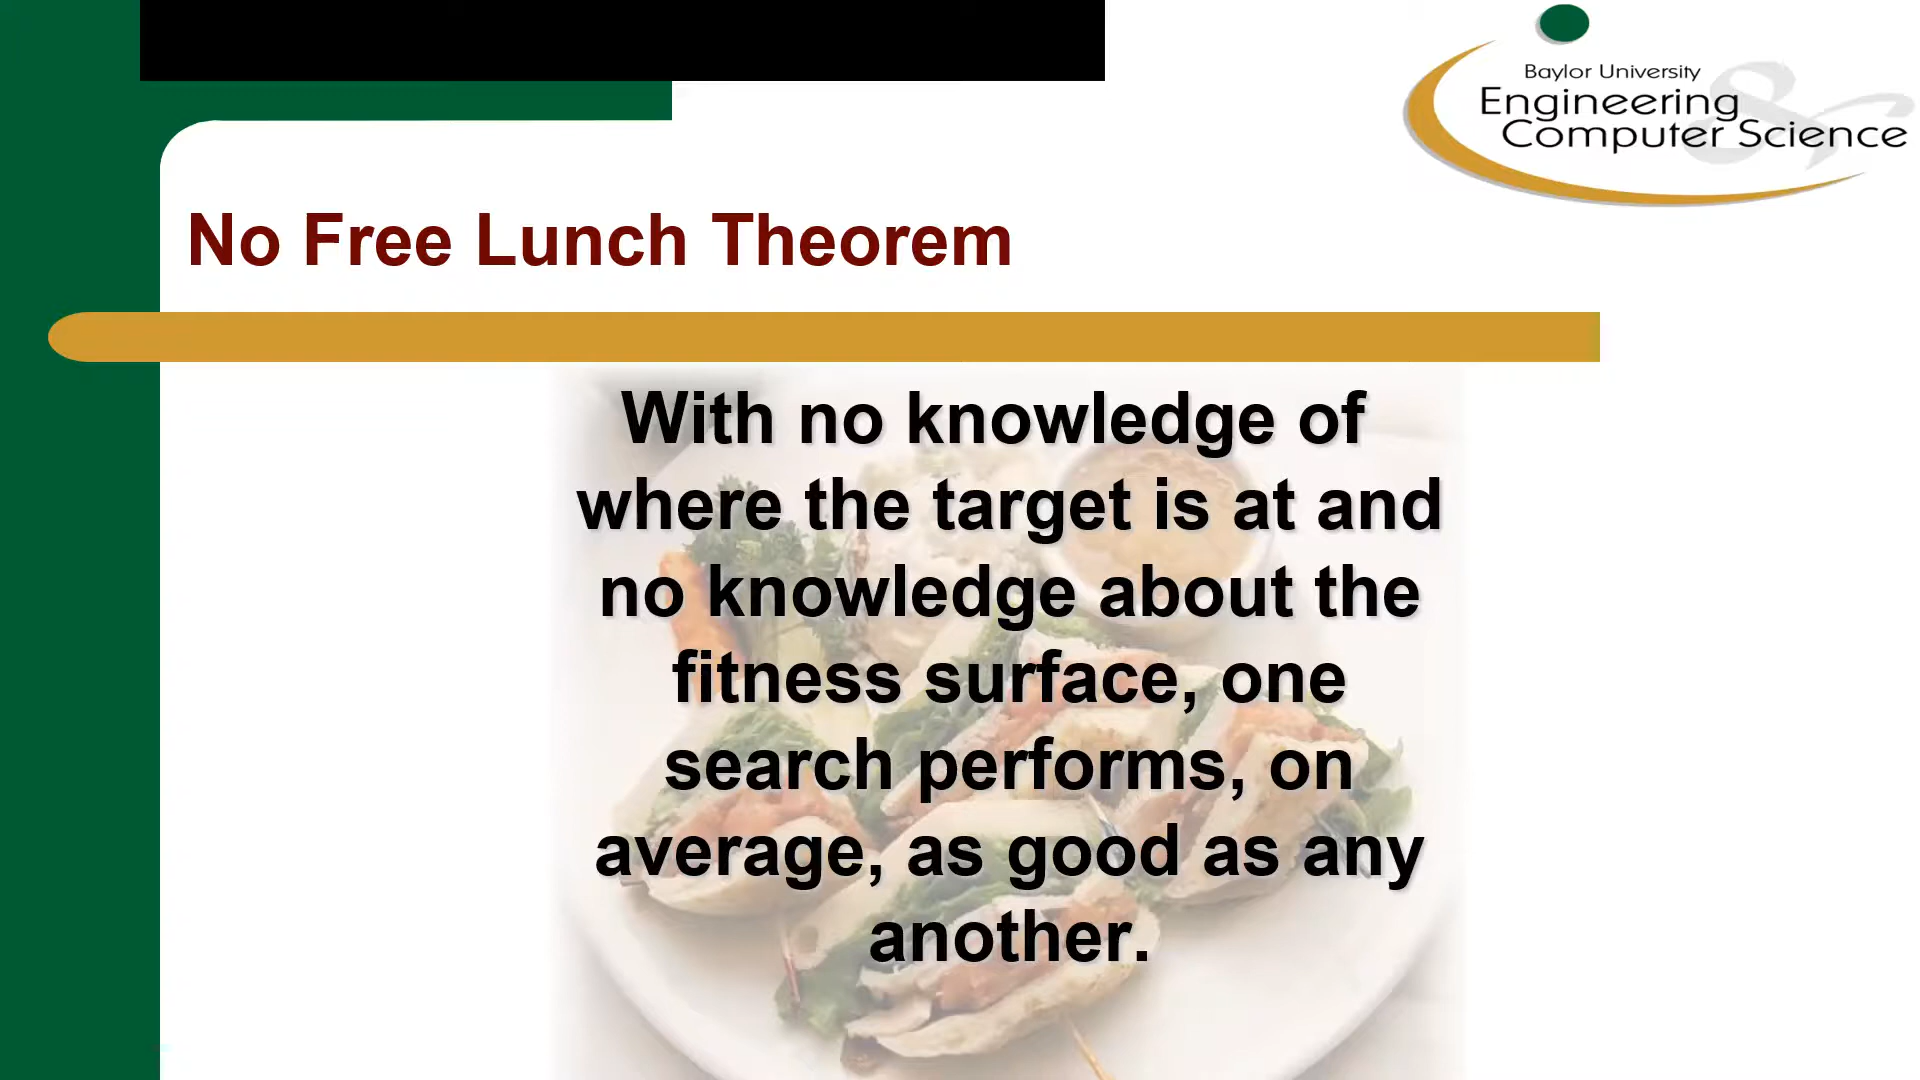 Baylor University
Engineering
Computer Science
&
No Free Lunch Theorem
With no knowledge of
where the target is at and
no knowledge about the
fitness surface, one
search performs, on
average, as good as any
another.